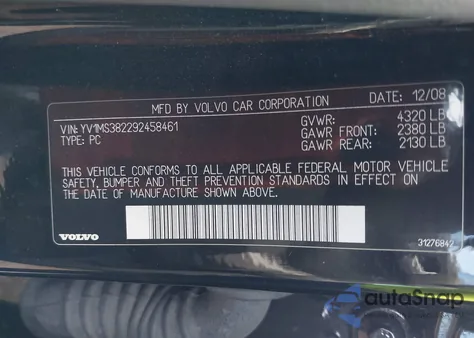 MFD BY VOLVO CAR CORPORATION DATE: 12/08
VIN: YV1MS382292458461 GVWR: 4320 LB
TYPE: PC GAWR FRONT: 2380 LB
GAWR REAR: 2130 LB
THIS VEHICLE CONFORMS TO ALL APPLICABLE FEDERAL MOTOR VEHICLE
SAFETY, BUMPER AND THEFT PREVENTION STANDARDS IN EFFECT ON
THE DATE OF MANUFACTURE SHOWN ABOVE.
VOLVO 31276842
autoSnap